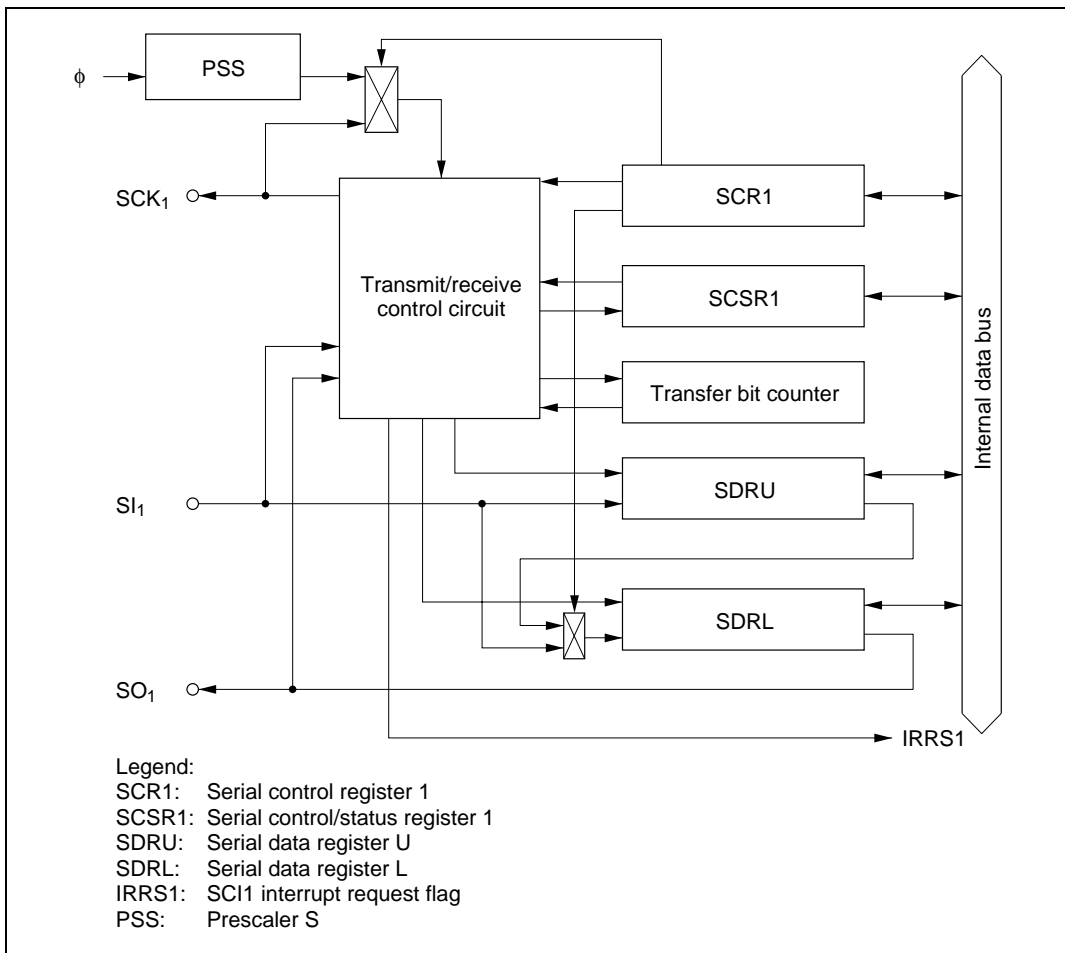 PSS
ϕ
SCK1
SCR1
Transmit/receive
control circuit
SCSR1
Transfer bit counter
Internal data bus
SI1
SDRU
SDRL
SO1
IRRS1
Legend:
SCR1: Serial control register 1
SCSR1: Serial control/status register 1
SDRU: Serial data register U
SDRL: Serial data register L
IRRS1: SCI1 interrupt request flag
PSS: Prescaler S